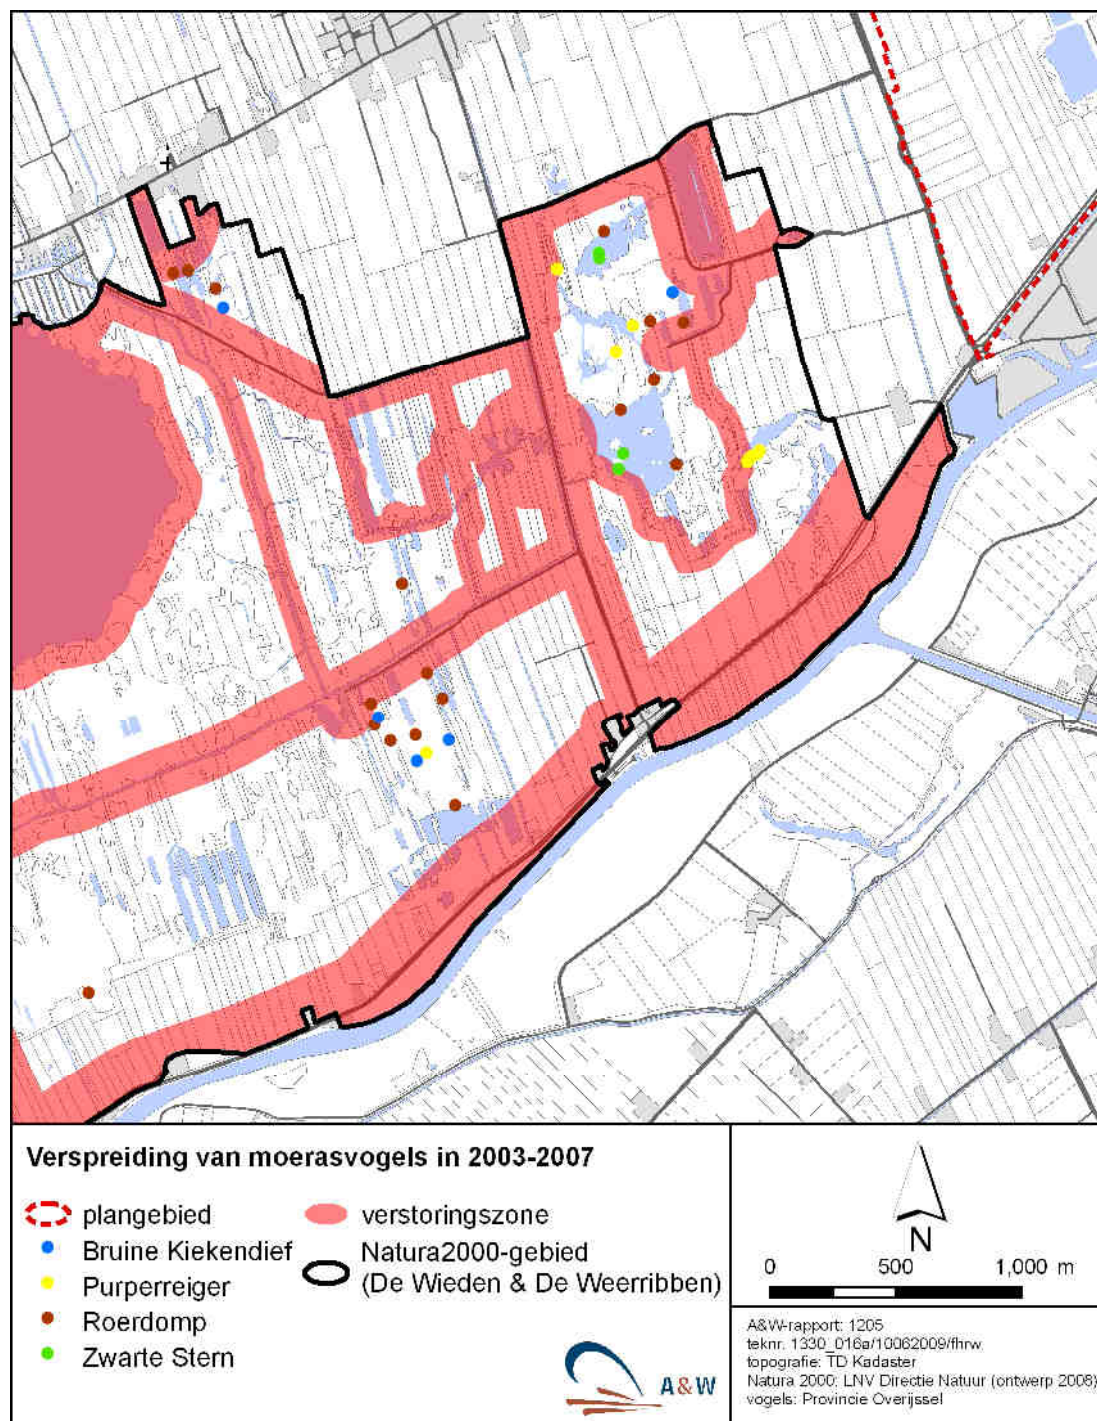 Verspreiding van moerasvogels in 2003-2007
plangebied
Bruine Kiekendief
Purperreiger
Roerdomp
Zwarte Stern
verstoringszone
Natura2000-gebied
(De Wieden & De Weerribben)
A&W
N
0 500 1,000 m
A&W-rapport: 1205
teknr. 1330_016a/10062009/fhrw
topografie: TD Kadaster
Natura 2000: LNV Directie Natuur (ontwerp 2008)
vogels: Provincie Overijssel